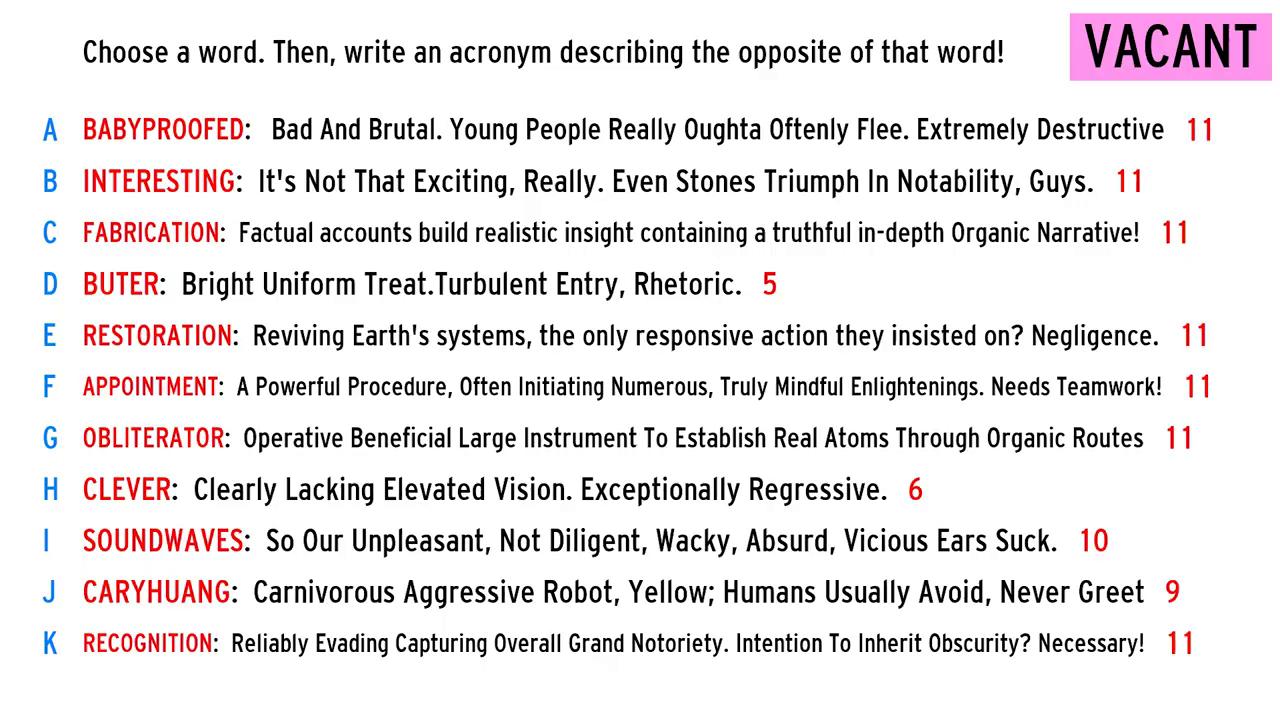 Choose a word. Then, write an acronym describing the opposite of that word!
VACANT
A BABYPROOFED: Bad And Brutal. Young People Really Oughta Oftenly Flee. Extremely Destructive 11
B INTERESTING: It's Not That Exciting, Really. Even Stones Triumph In Notability, Guys. 11
C FABRICATION: Factual accounts build realistic insight containing a truthful in-depth Organic Narrative! 11
D BUTER: Bright Uniform Treat.Turbulent Entry, Rhetoric. 5
E RESTORATION: Reviving Earth's systems, the only responsive action they insisted on? Negligence. 11
F APPOINTMENT: A Powerful Procedure, Often Initiating Numerous, Truly Mindful Enlightenings. Needs Teamwork! 11
G OBLITERATOR: Operative Beneficial Large Instrument To Establish Real Atoms Through Organic Routes 11
H CLEVER: Clearly Lacking Elevated Vision. Exceptionally Regressive. 6
I SOUNDWAVES: So Our Unpleasant, Not Diligent, Wacky, Absurd, Vicious Ears Suck. 10
J CARYHUANG: Carnivorous Aggressive Robot, Yellow; Humans Usually Avoid, Never Greet 9
K RECOGNITION: Reliably Evading Capturing Overall Grand Notoriety. Intention To Inherit Obscurity? Necessary! 11